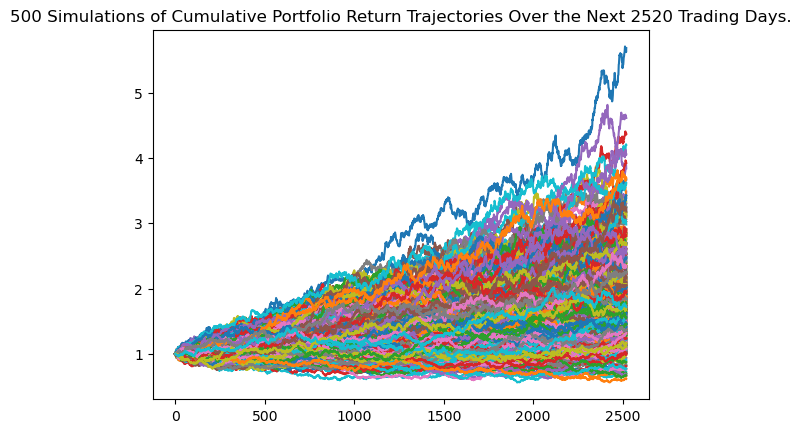 500 Simulations of Cumulative Portfolio Return Trajectories Over the Next 2520 Trading Days.
5
4
3
2
1
0 500 1000 1500 2000 2500